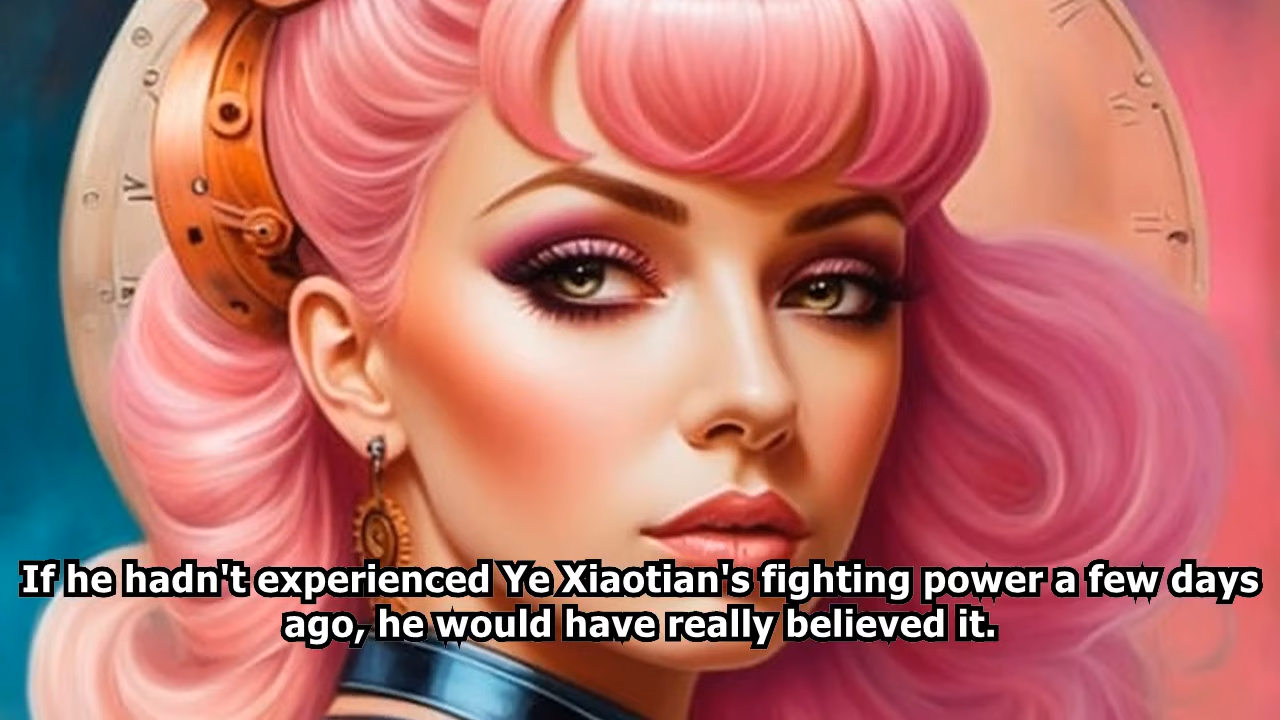 If he hadn't experienced Ye Xiaotian's fighting power a few days
ago, he would have really believed it.